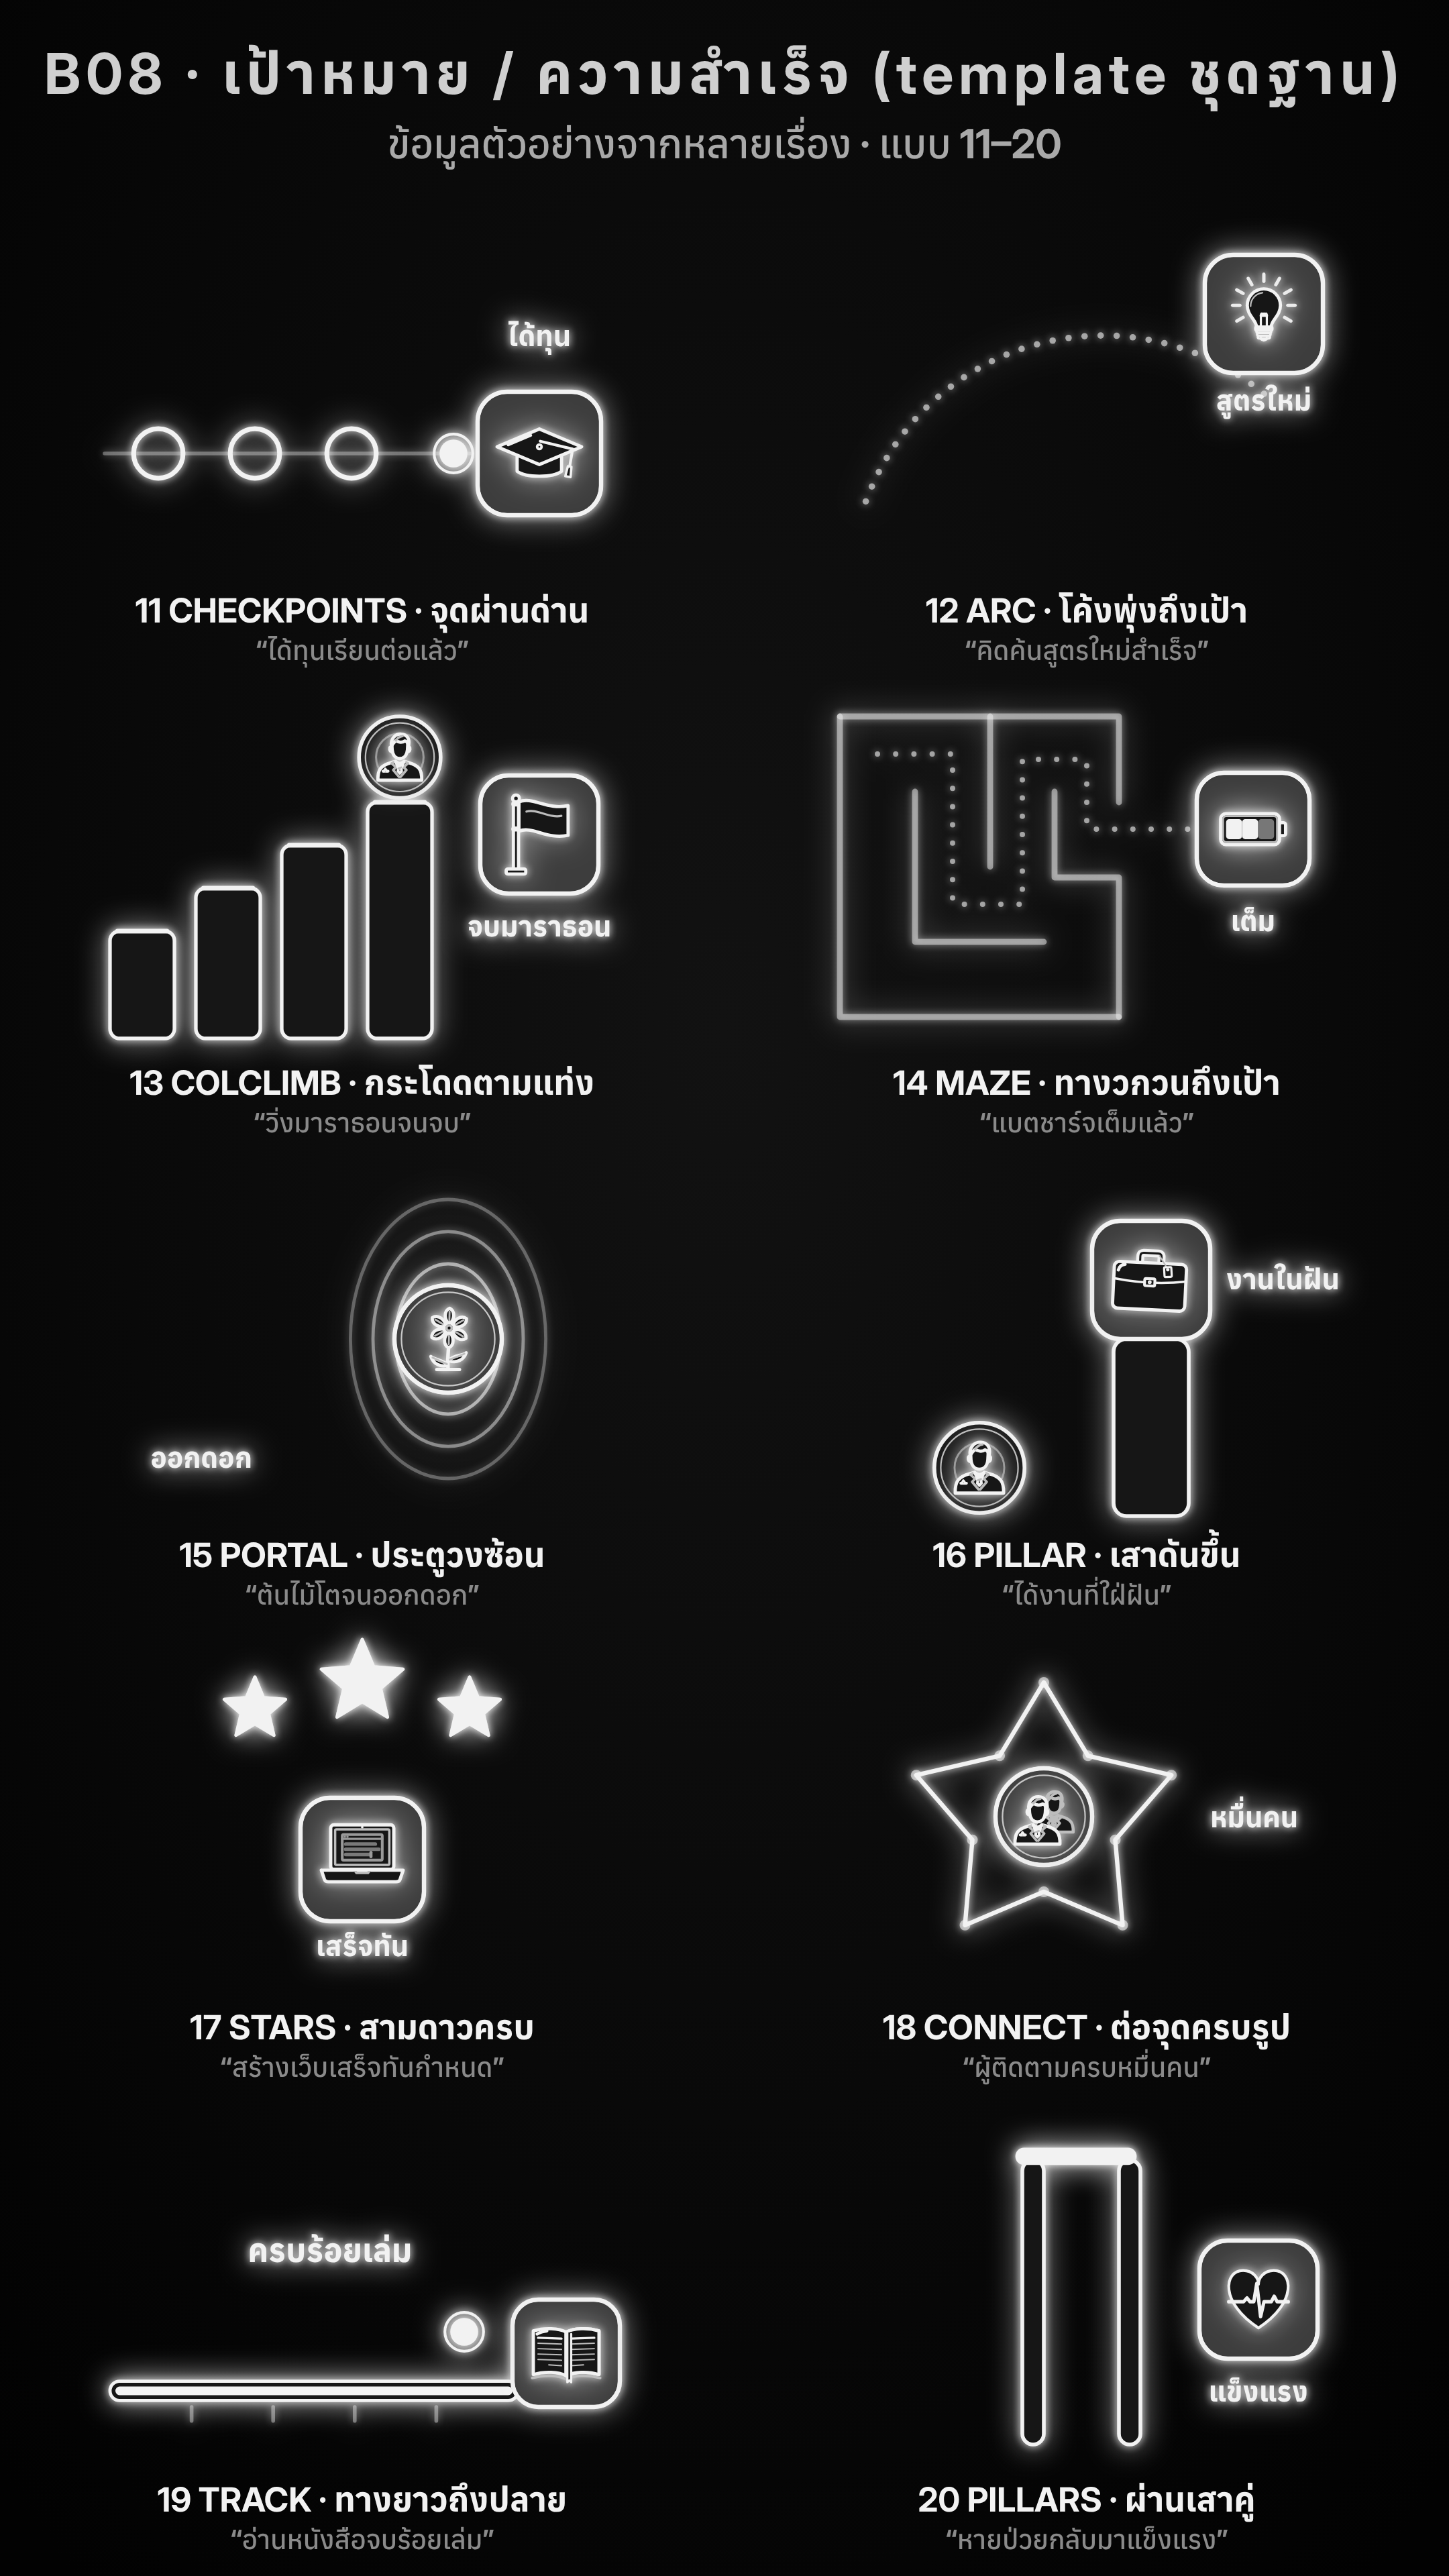 B08 · เป้าหมาย / ความสำเร็จ (template ชุดฐาน)
ข้อมูลตัวอย่างจากหลายเรื่อง · แบบ 11–20
ได้ทุน
11 CHECKPOINTS · จุดผ่านด่าน
“ได้ทุนเรียนต่อแล้ว”
สูตรใหม่
12 ARC · โค้งพุ่งถึงเป้า
“คิดค้นสูตรใหม่สำเร็จ”
จบมาราธอน
13 COLCLIMB · กระโดดตามแท่ง
“วิ่งมาราธอนจนจบ”
เต็ม
14 MAZE · ทางวกวนถึงเป้า
“แบตชาร์จเต็มแล้ว”
ออกดอก
15 PORTAL · ประตูวงซ้อน
“ต้นไม้โตจนออกดอก”
งานในฝัน
16 PILLAR · เสาดันขึ้น
“ได้งานที่ใฝ่ฝัน”
เสร็จทัน
17 STARS · สามดาวครบ
“สร้างเว็บเสร็จทันกำหนด”
หมื่นคน
18 CONNECT · ต่อจุดครบรูป
“ผู้ติดตามครบหมื่นคน”
ครบร้อยเล่ม
19 TRACK · ทางยาวถึงปลาย
“อ่านหนังสือจบร้อยเล่ม”
แข็งแรง
20 PILLARS · ผ่านเสาคู่
“หายป่วยกลับมาแข็งแรง”